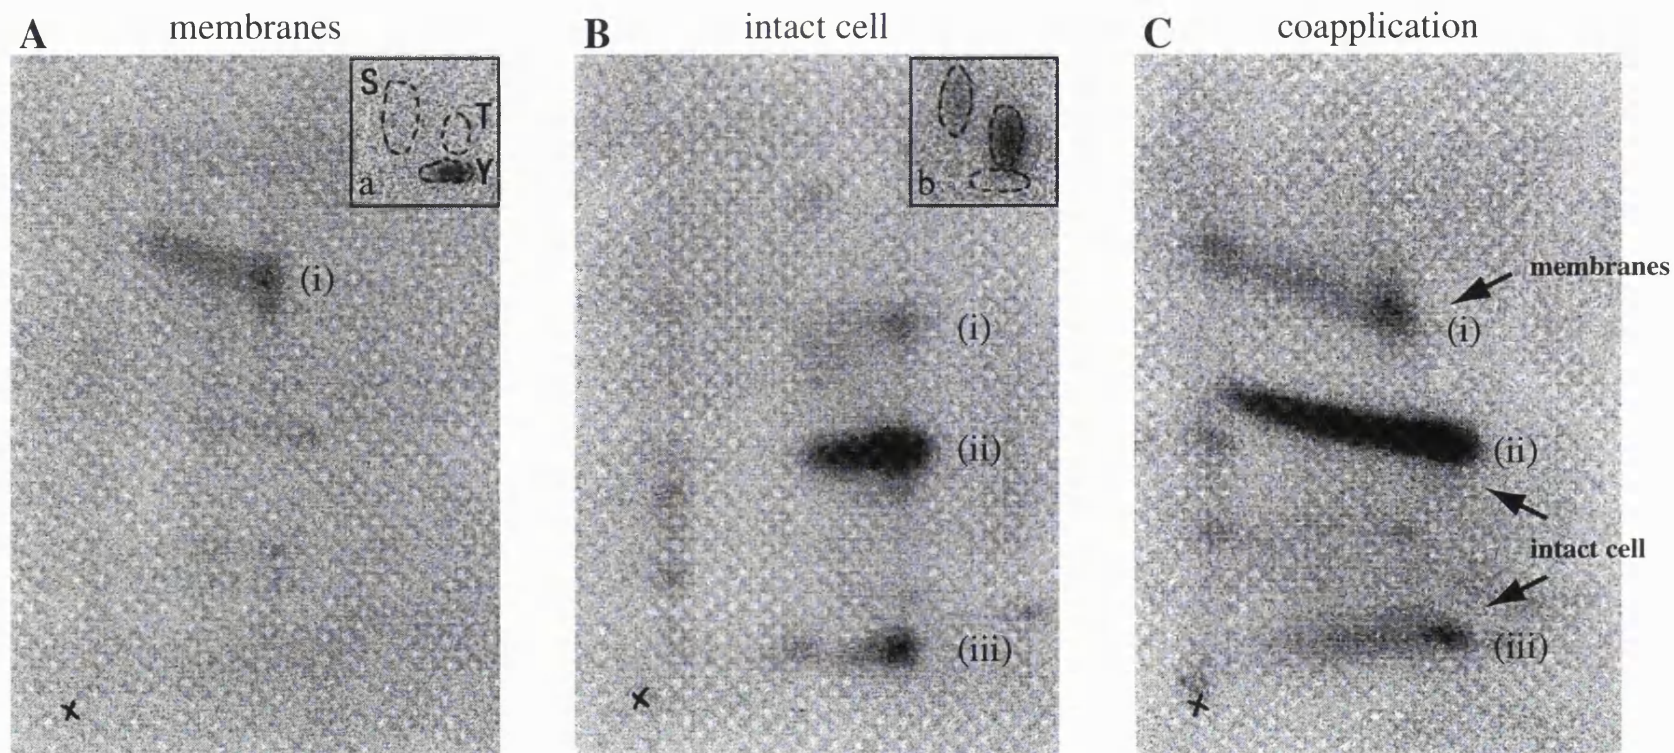 A membranes
S
T
Y
a
(i)
B intact cell
b
(i)
(ii)
(iii)
x
x
C coapplication
membranes
(i)
(ii)
intact cell
(iii)
x